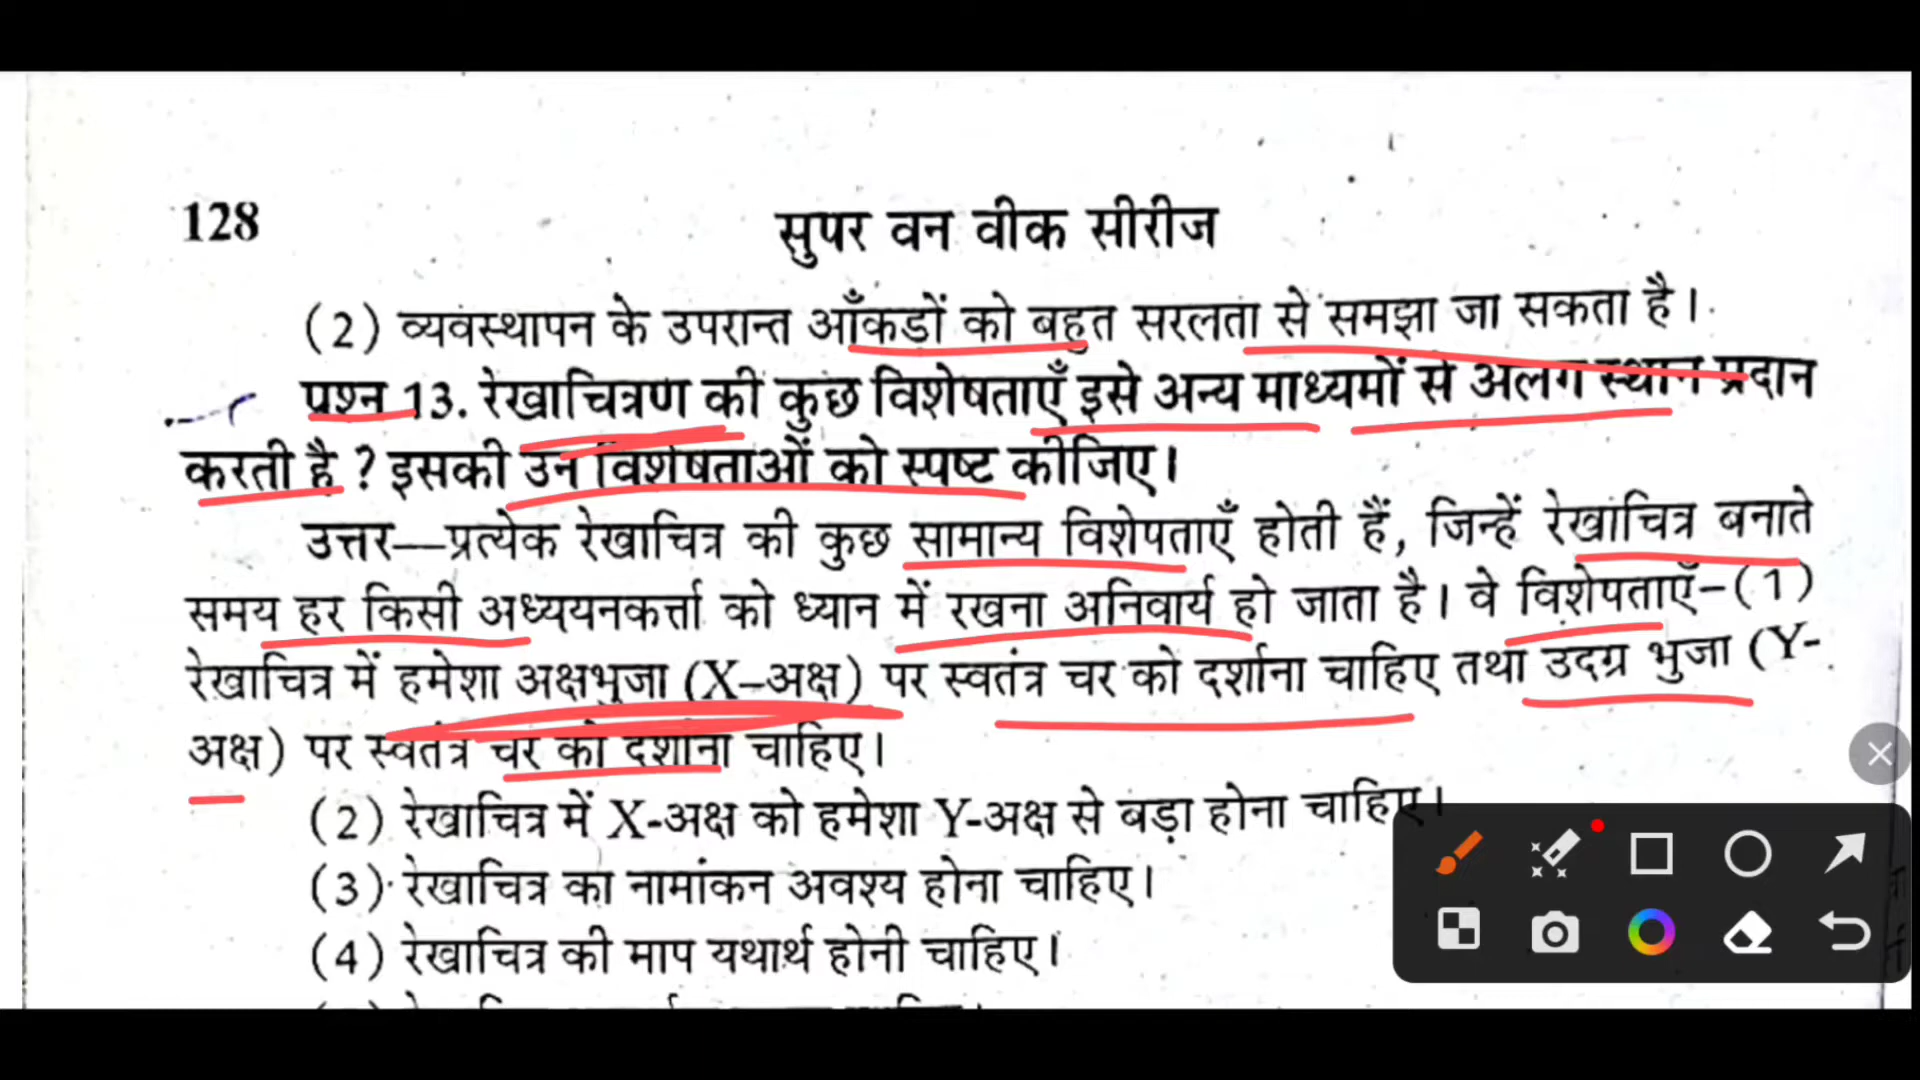 128
सुपर वन वीक सीरीज
(2) व्यवस्थापन के उपरान्त आँकडों को बहुत सरलता से समझा जा सकता है।
प्रश्न 13. रेखाचित्रण की कुछ विशेषताएँ इसे अन्य माध्यमों से अलग स्थान प्रदान
करती है ? इसकी उन विशेषताओं को स्पष्ट कीजिए।
उत्तर—प्रत्येक रेखाचित्र की कुछ सामान्य विशेषताएँ होती हैं, जिन्हें रेखाचित्र बनाते
समय हर किसी अध्ययनकर्त्ता को ध्यान में रखना अनिवार्य हो जाता है। वे विशेषताएँ–(1)
रेखाचित्र में हमेशा अक्षभुजा (X–अक्ष) पर स्वतंत्र चर को दर्शाना चाहिए तथा उदग्र भुजा (Y-
अक्ष) पर स्वतंत्र चर को दर्शाना चाहिए।
(2) रेखाचित्र में X-अक्ष को हमेशा Y-अक्ष से बड़ा होना चाहिए।
(3) रेखाचित्र का नामांकन अवश्य होना चाहिए।
(4) रेखाचित्र की माप यथार्थ होनी चाहिए।